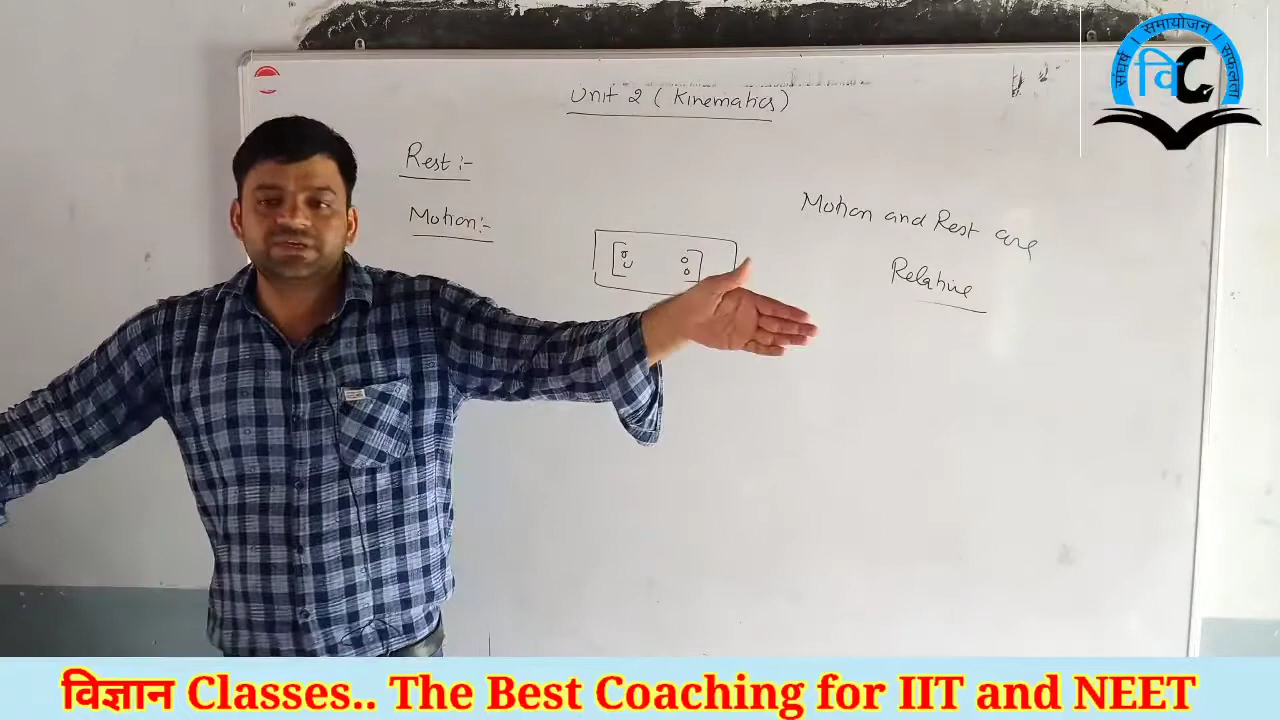 संघर्ष । समायोजन । सफलता
विC
Unit 2 (Kinematics)
Rest :-
Motion :-
Motion and Rest are
Relative
विज्ञान Classes.. The Best Coaching for IIT and NEET